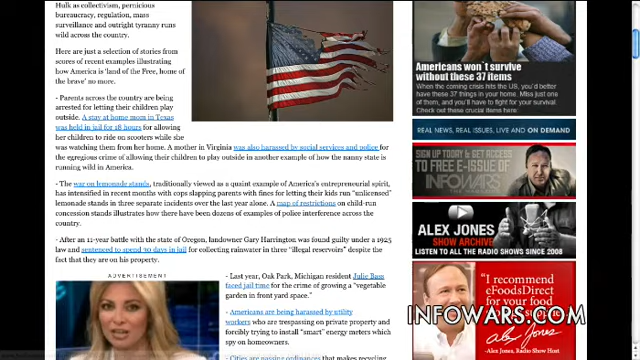 Hulk as collectivism, pernicious
bureaucracy, regulation, mass
surveillance and outright tyranny runs
wild across the country.
Here are just a selection of stories from
scores of recent examples illustrating
how America is 'land of the Free, home of
the brave' no more.
- Parents across the country are being
arrested for letting their children play
outside. A stay at home mom in Texas
was held in jail for 18 hours for allowing
her children to ride on scooters while she
was watching them from her home. A mother in Virginia was also harassed by social services and police for
the egregious crime of allowing their children to play outside in another example of how the nanny state is
running wild in America.
- The war on lemonade stands, traditionally viewed as a quaint example of America's entrepreneurial spirit,
has intensified in recent months with cops slapping parents with fines for letting their kids run "unlicensed"
lemonade stands in three separate incidents over the last year alone. A map of restrictions on child-run
concession stands illustrates how there have been dozens of examples of police interference across the
country.
- After an 11-year battle with the state of Oregon, landowner Gary Harrington was found guilty under a 1925
law and sentenced to spend 30 days in jail for collecting rainwater in three "illegal reservoirs" despite the
fact that they are on his property.
ADVERTISEMENT
- Last year, Oak Park, Michigan resident Julie Bass
faced jail time for the crime of growing a "vegetable
garden in front yard space."
- Americans are being harassed by utility
workers who are trespassing on private property and
forcibly trying to install "smart" energy meters which
spy on homeowners.
- Cities are passing ordinances that makes recycling
Americans won't survive
without these 37 items
When the coming crisis hits the US, you'd better
have these 37 things in your home. Miss just one
of them, and you'll have to fight for your survival.
Check out these crucial items here...
REAL NEWS, REAL ISSUES, LIVE AND ON DEMAND
SIGN UP TODAY & GET ACCESS
TO FREE E-ISSUE OF
INFOWARS
ALEX JONES
SHOW ARCHIVE
LISTEN TO ALL THE RADIO SHOWS SINCE 2008
"I recommend
eFoodsDirect
for your food
Alex Jones
-Alex Jones, Radio Show Host
INFOWARS.COM